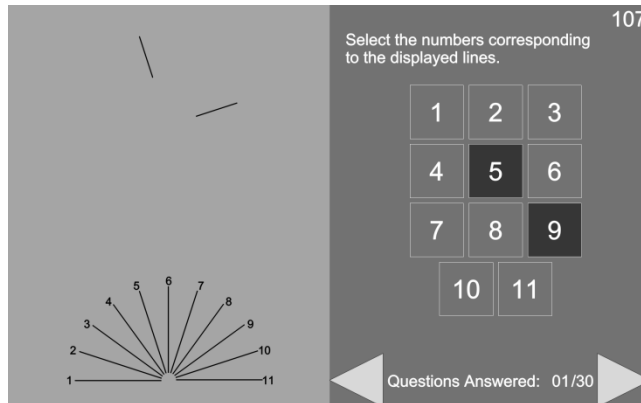 107
Select the numbers corresponding
to the displayed lines.
1 2 3
4 5 6
7 8 9
10 11
Questions Answered: 01/30
6
5 7
4 8
3 9
2 10
1 11